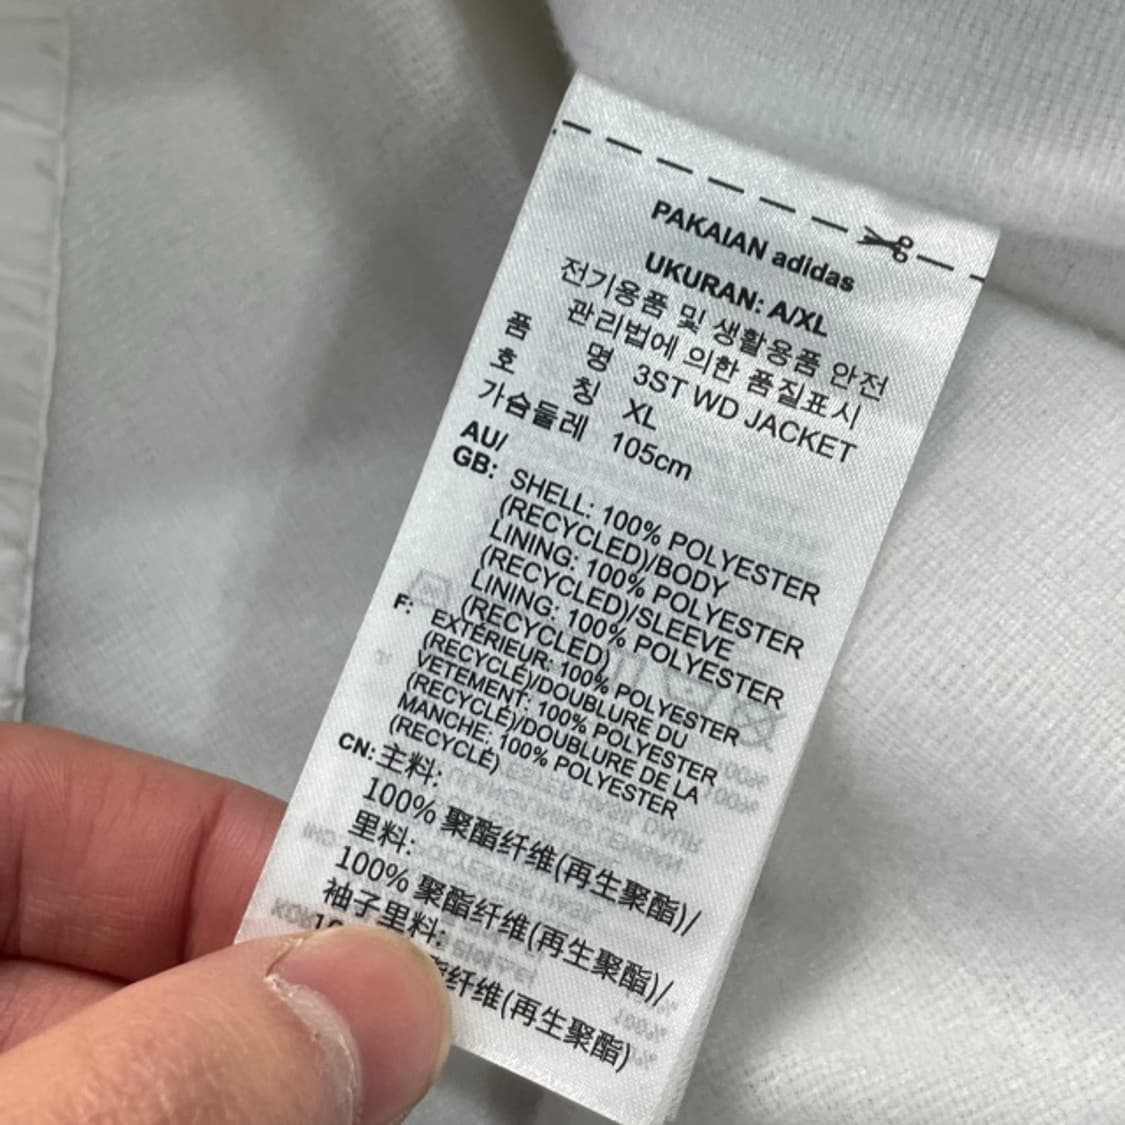 PAKAIAN adidas
UKURAN: A/XL
전기용품 및 생활용품 안전
관리법에 의한 품질표시
품 명 3ST WD JACKET
호 칭 XL
가슴둘레 105cm
AU/
GB: SHELL: 100% POLYESTER
(RECYCLED)/BODY
LINING: 100% POLYESTER
(RECYCLED)/SLEEVE
LINING: 100% POLYESTER
(RECYCLED)
F: EXTÉRIEUR: 100% POLYESTER
(RECYCLÉ)/DOUBLURE DU
VETEMENT: 100% POLYESTER
(RECYCLÉ)/DOUBLURE DE LA
MANCHE: 100% POLYESTER
(RECYCLÉ)
CN: 主料:
100% 聚酯纤维(再生聚酯)/
里料:
100% 聚酯纤维(再生聚酯)/
袖子里料:
酯纤维(再生聚酯)